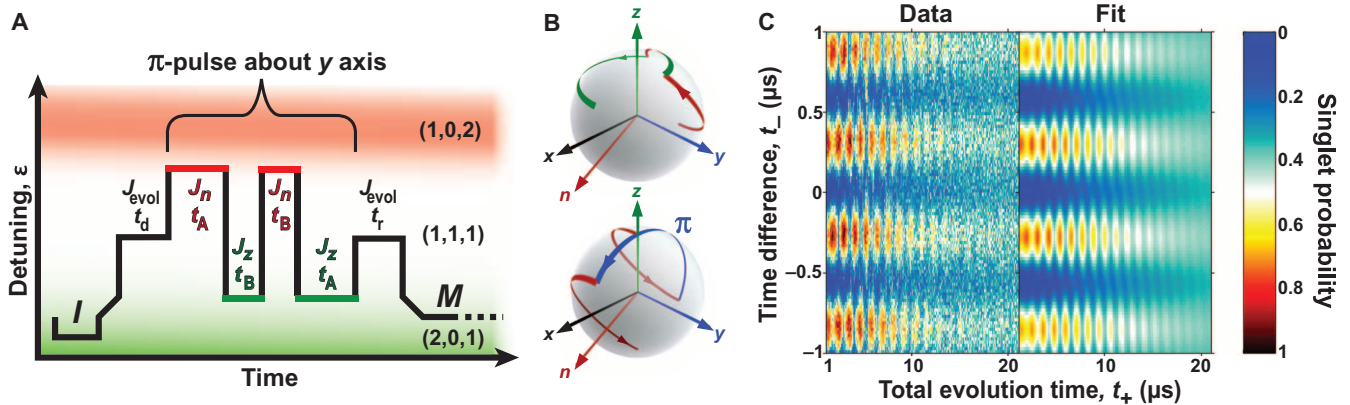 A
π-pulse about y axis
Detuning, ε
(1,0,2)
J_evol
t_d
J_n
t_A
J_z
t_B
J_n
t_B
J_z
t_A
J_evol
t_r
(1,1,1)
I
M
(2,0,1)
Time
B
z
x
y
n
z
π
x
y
n
C
Data
Fit
Time difference, t_− (μs)
1
0.5
0
−0.5
−1
1
10
20
10
20
Total evolution time, t_+ (μs)
0
0.2
0.4
0.6
0.8
1
Singlet probability